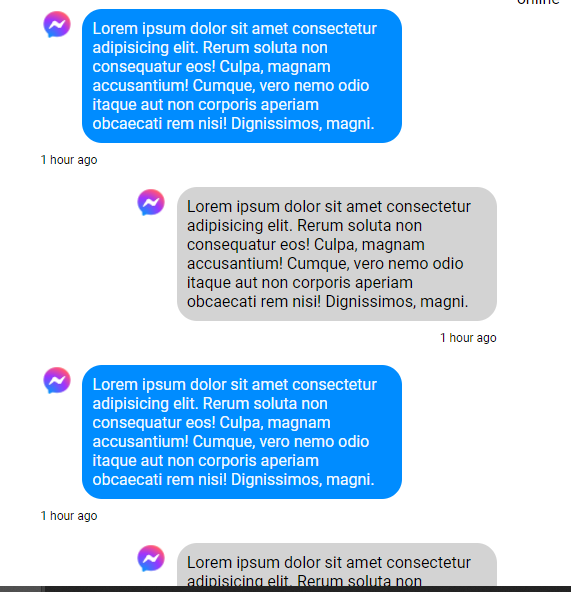 online
Lorem ipsum dolor sit amet consectetur
adipisicing elit. Rerum soluta non
consequatur eos! Culpa, magnam
accusantium! Cumque, vero nemo odio
itaque aut non corporis aperiam
obcaecati rem nisi! Dignissimos, magni.
1 hour ago
Lorem ipsum dolor sit amet consectetur
adipisicing elit. Rerum soluta non
consequatur eos! Culpa, magnam
accusantium! Cumque, vero nemo odio
itaque aut non corporis aperiam
obcaecati rem nisi! Dignissimos, magni.
1 hour ago
Lorem ipsum dolor sit amet consectetur
adipisicing elit. Rerum soluta non
consequatur eos! Culpa, magnam
accusantium! Cumque, vero nemo odio
itaque aut non corporis aperiam
obcaecati rem nisi! Dignissimos, magni.
1 hour ago
Lorem ipsum dolor sit amet consectetur
adipisicing elit. Rerum soluta non